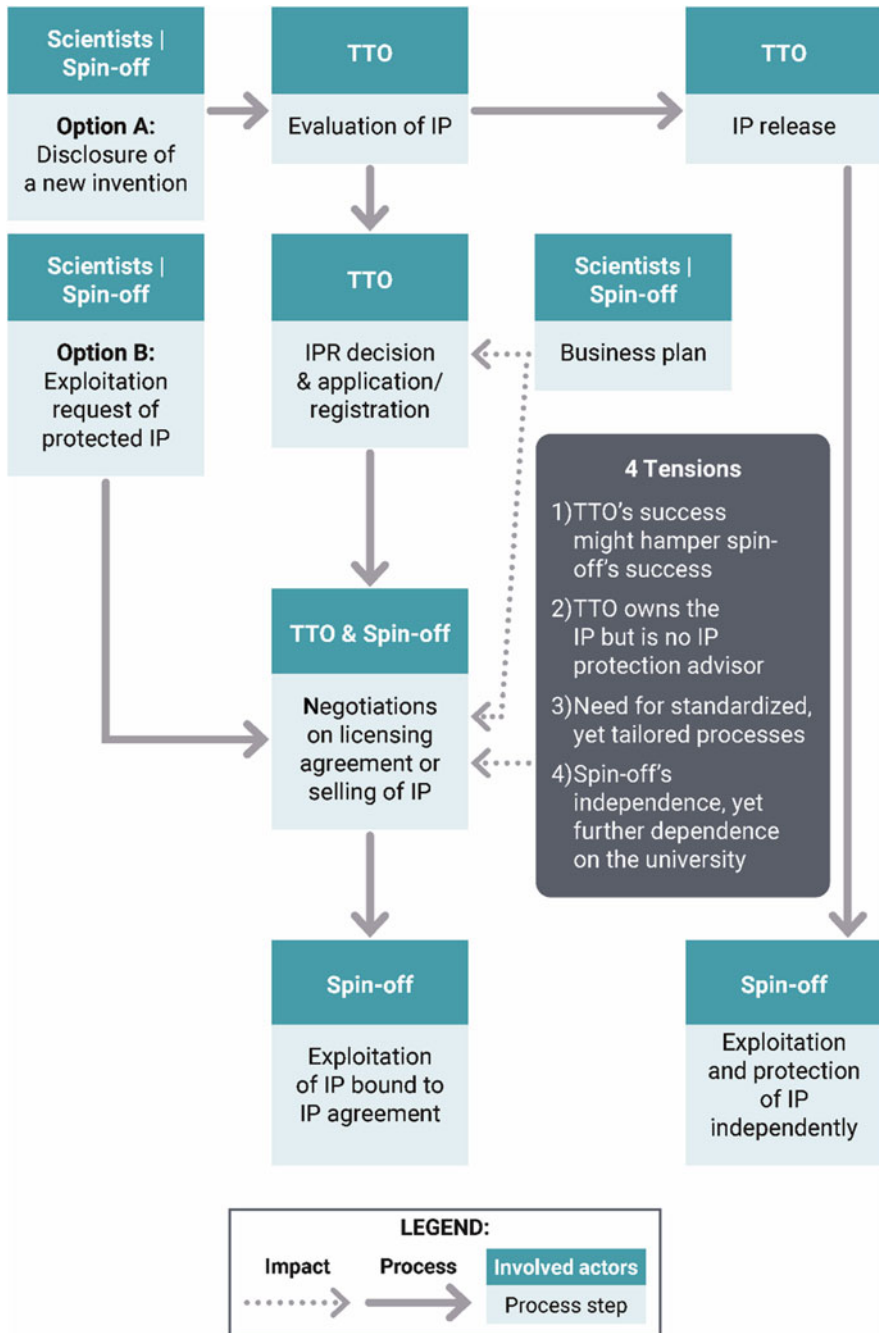 Scientists |
Spin-off
Option A:
Disclosure of
a new invention
TTO
Evaluation of IP
TTO
IP release
Scientists |
Spin-off
Option B:
Exploitation
request of
protected IP
TTO
IPR decision
& application/
registration
Scientists |
Spin-off
Business plan
4 Tensions
1)TTO's success
might hamper spin-
off's success
2)TTO owns the
IP but is no IP
protection advisor
3)Need for standardized,
yet tailored processes
4)Spin-off's
independence, yet
further dependence
on the university
TTO & Spin-off
Negotiations
on licensing
agreement or
selling of IP
Spin-off
Exploitation
of IP bound to
IP agreement
Spin-off
Exploitation
and protection
of IP
independently
LEGEND:
Impact
Process
Involved actors
Process step